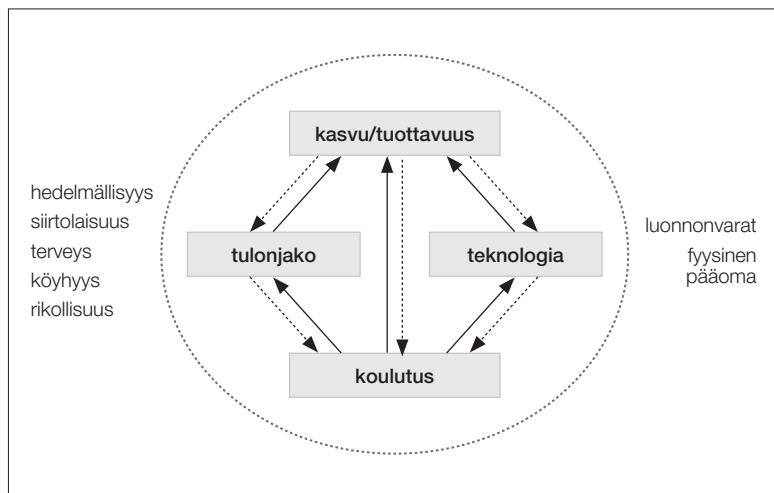 kasvu/tuottavuus
hedelmällisyys
siirtolaisuus
terveys
köyhyys
rikollisuus
tulonjako
teknologia
luonnonvarat
fyysinen
pääoma
koulutus